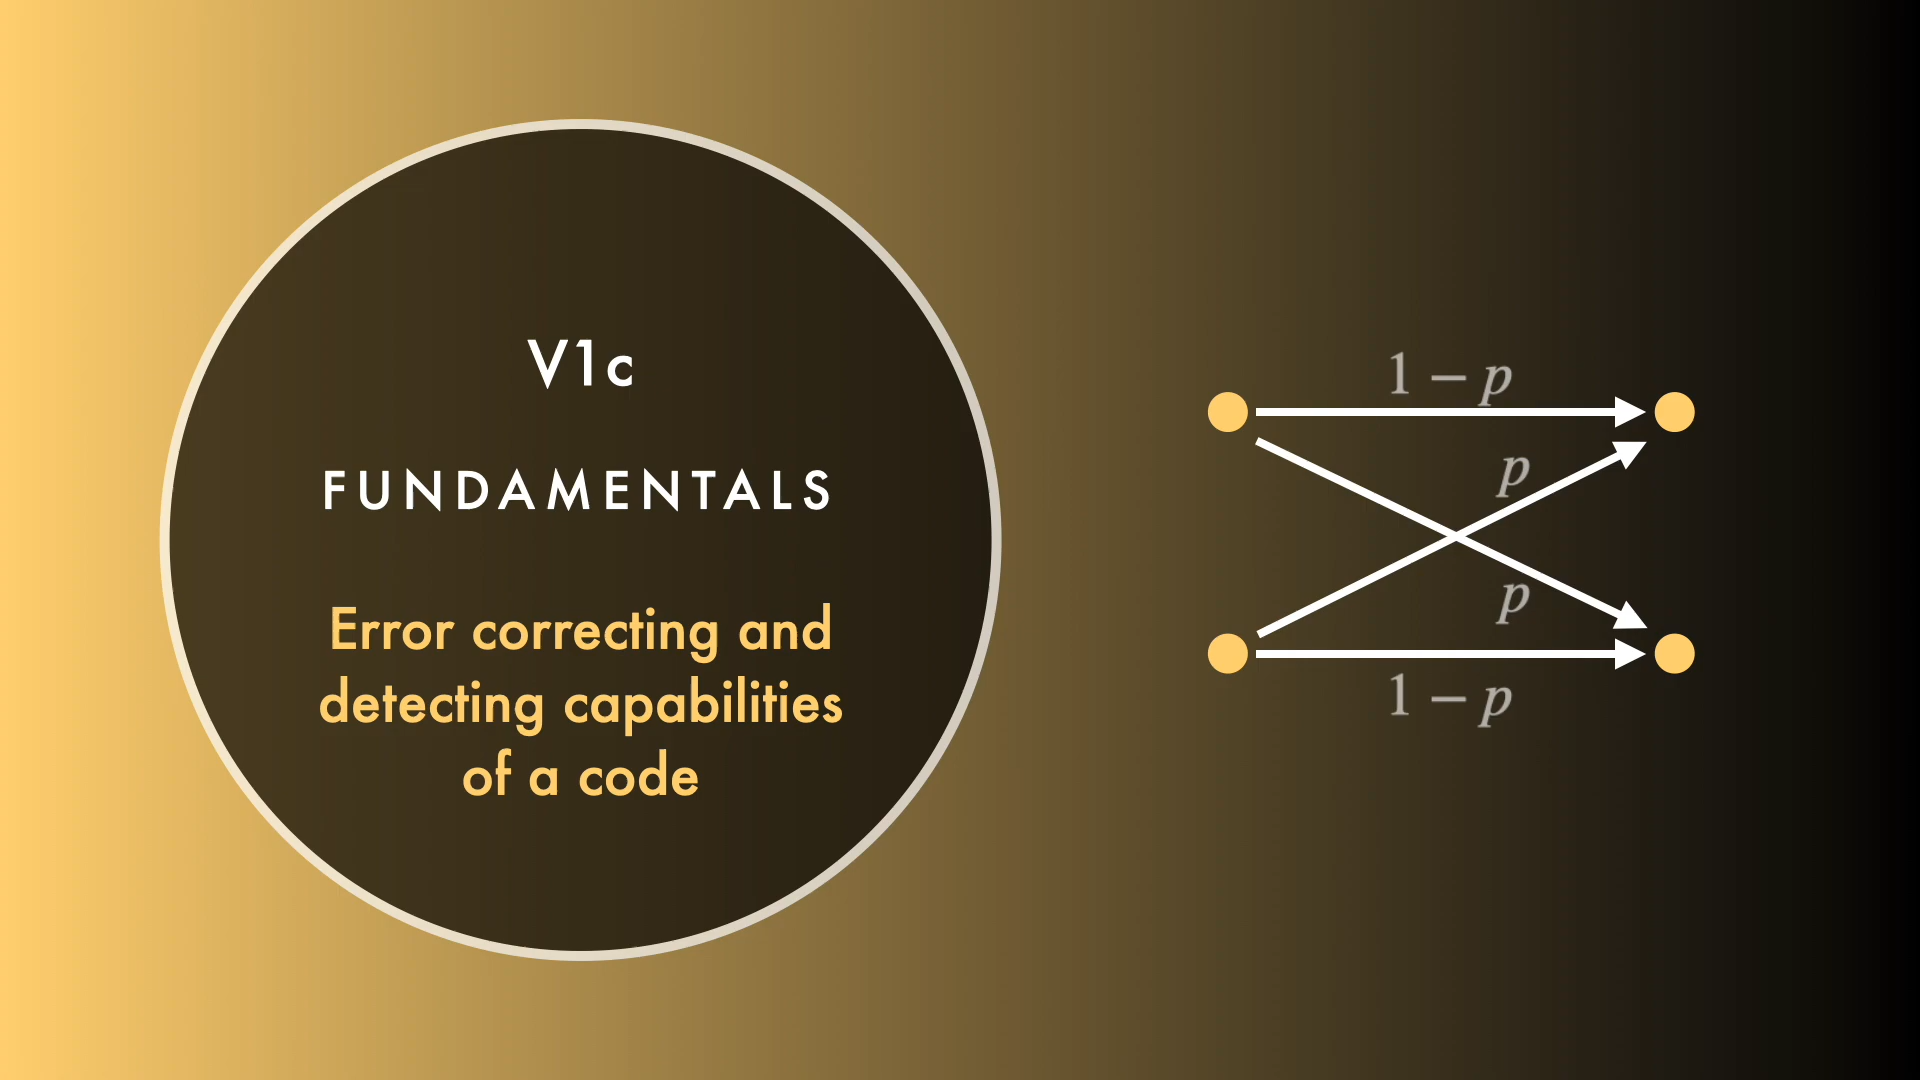 V1c
FUNDAMENTALS
Error correcting and
detecting capabilities
of a code
1 − p
p
p
1 − p